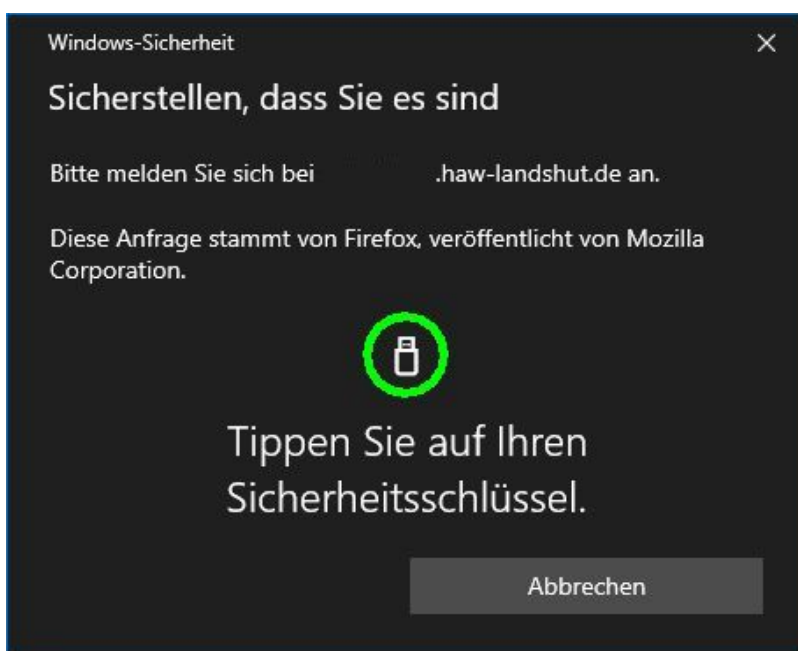 Windows-Sicherheit
Sicherstellen, dass Sie es sind
Bitte melden Sie sich bei .haw-landshut.de an.
Diese Anfrage stammt von Firefox, veröffentlicht von Mozilla
Corporation.
Tippen Sie auf Ihren
Sicherheitsschlüssel.
Abbrechen